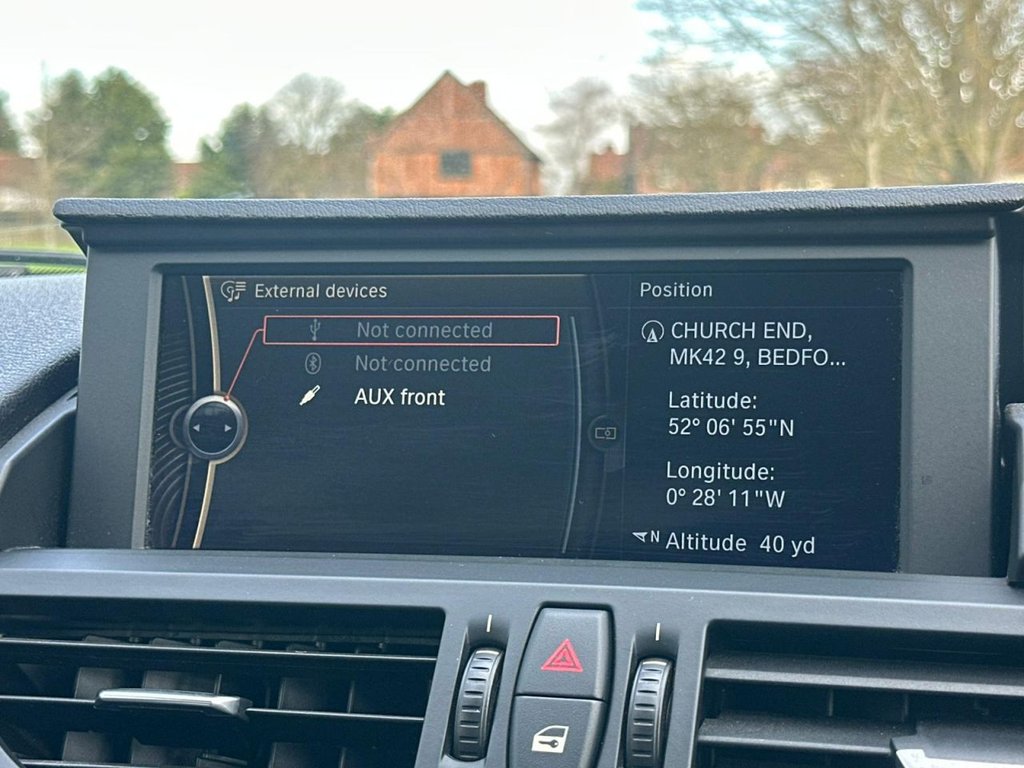 External devices
Not connected
Not connected
AUX front
Position
CHURCH END,
MK42 9, BEDFO...
Latitude:
52° 06' 55"N
Longitude:
0° 28' 11"W
N Altitude 40 yd